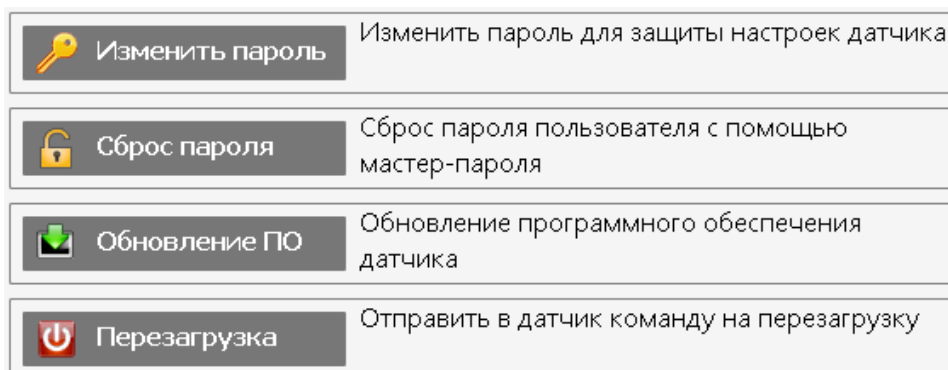 Изменить пароль
Изменить пароль для защиты настроек датчика
Сброс пароля
Сброс пароля пользователя с помощью
мастер-пароля
Обновление ПО
Обновление программного обеспечения
датчика
Перезагрузка
Отправить в датчик команду на перезагрузку